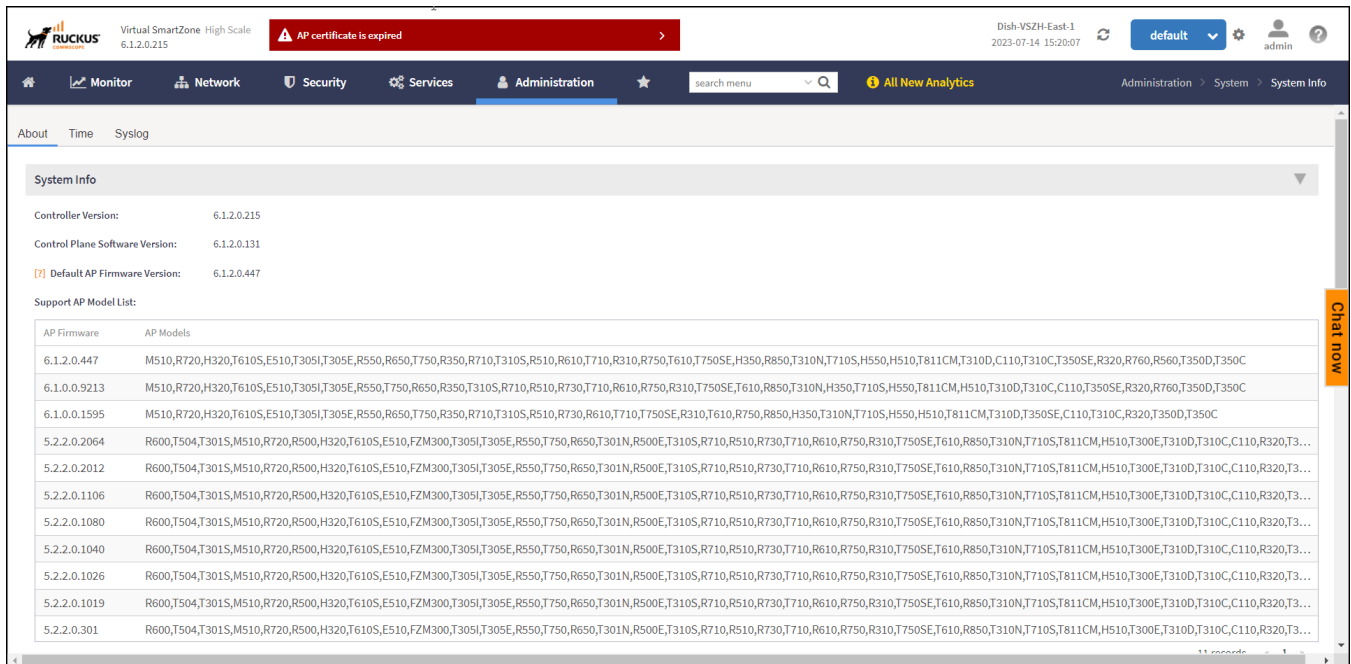 RUCKUS
COMMSCOPE
Virtual SmartZone High Scale
6.1.2.0.215
AP certificate is expired
Dish-VSZH-East-1
2023-07-14 15:20:07
default
admin
Monitor Network Security Services Administration search menu All New Analytics Administration > System > System Info
About Time Syslog
System Info
Controller Version: 6.1.2.0.215
Control Plane Software Version: 6.1.2.0.131
[?] Default AP Firmware Version: 6.1.2.0.447
Support AP Model List:
AP Firmware AP Models
6.1.2.0.447 M510,R720,H320,T610S,E510,T305I,T305E,R550,R650,T750,R350,R710,T310S,R510,R610,T710,R310,R750,T610,T750SE,H350,R850,T310N,T710S,H550,H510,T811CM,T310D,C110,T310C,T350SE,R320,R760,R560,T350D,T350C
6.1.0.0.9213 M510,R720,H320,T610S,E510,T305I,T305E,R550,T750,R650,R350,T310S,R710,R510,R730,T710,R610,R750,R310,T750SE,T610,R850,T310N,H350,T710S,H550,T811CM,H510,T310D,T310C,C110,T350SE,R320,R760,T350D,T350C
6.1.0.0.1595 M510,R720,H320,T610S,E510,T305I,T305E,R550,R650,T750,R350,R710,T310S,R510,R730,R610,T710,T750SE,R310,T610,R750,R850,H350,T310N,T710S,H550,H510,T811CM,T310D,T350SE,C110,T310C,R320,T350D,T350C
5.2.2.0.2064 R600,T504,T301S,M510,R720,R500,H320,T610S,E510,FZM300,T305I,T305E,R550,T750,R650,T301N,R500E,T310S,R710,R510,R730,T710,R610,R750,R310,T750SE,T610,R850,T310N,T710S,T811CM,H510,T300E,T310D,T310C,C110,R320,T3...
5.2.2.0.2012 R600,T504,T301S,M510,R720,R500,H320,T610S,E510,FZM300,T305I,T305E,R550,T750,R650,T301N,R500E,T310S,R710,R510,R730,T710,R610,R750,R310,T750SE,T610,R850,T310N,T710S,T811CM,H510,T300E,T310D,T310C,C110,R320,T3...
5.2.2.0.1106 R600,T504,T301S,M510,R720,R500,H320,T610S,E510,FZM300,T305I,T305E,R550,T750,R650,T301N,R500E,T310S,R710,R510,R730,T710,R610,R750,R310,T750SE,T610,R850,T310N,T710S,T811CM,H510,T300E,T310D,T310C,C110,R320,T3...
5.2.2.0.1080 R600,T504,T301S,M510,R720,R500,H320,T610S,E510,FZM300,T305I,T305E,R550,T750,R650,T301N,R500E,T310S,R710,R510,R730,T710,R610,R750,R310,T750SE,T610,R850,T310N,T710S,T811CM,H510,T300E,T310D,T310C,C110,R320,T3...
5.2.2.0.1040 R600,T504,T301S,M510,R720,R500,H320,T610S,E510,FZM300,T305I,T305E,R550,T750,R650,T301N,R500E,T310S,R710,R510,R730,T710,R610,R750,R310,T750SE,T610,R850,T310N,T710S,T811CM,H510,T300E,T310D,T310C,C110,R320,T3...
5.2.2.0.1026 R600,T504,T301S,M510,R720,R500,H320,T610S,E510,FZM300,T305I,T305E,R550,T750,R650,T301N,R500E,T310S,R710,R510,R730,T710,R610,R750,R310,T750SE,T610,R850,T310N,T710S,T811CM,H510,T300E,T310D,T310C,C110,R320,T3...
5.2.2.0.1019 R600,T504,T301S,M510,R720,R500,H320,T610S,E510,FZM300,T305I,T305E,R550,T750,R650,T301N,R500E,T310S,R710,R510,R730,T710,R610,R750,R310,T750SE,T610,R850,T310N,T710S,T811CM,H510,T300E,T310D,T310C,C110,R320,T3...
5.2.2.0.301 R600,T504,T301S,M510,R720,R500,H320,T610S,E510,FZM300,T305I,T305E,R550,T750,R650,T301N,R500E,T310S,R710,R510,R730,T710,R610,R750,R310,T750SE,T610,R850,T310N,T710S,T811CM,H510,T300E,T310D,T310C,C110,R320,T3...
11 records 1
Chat now